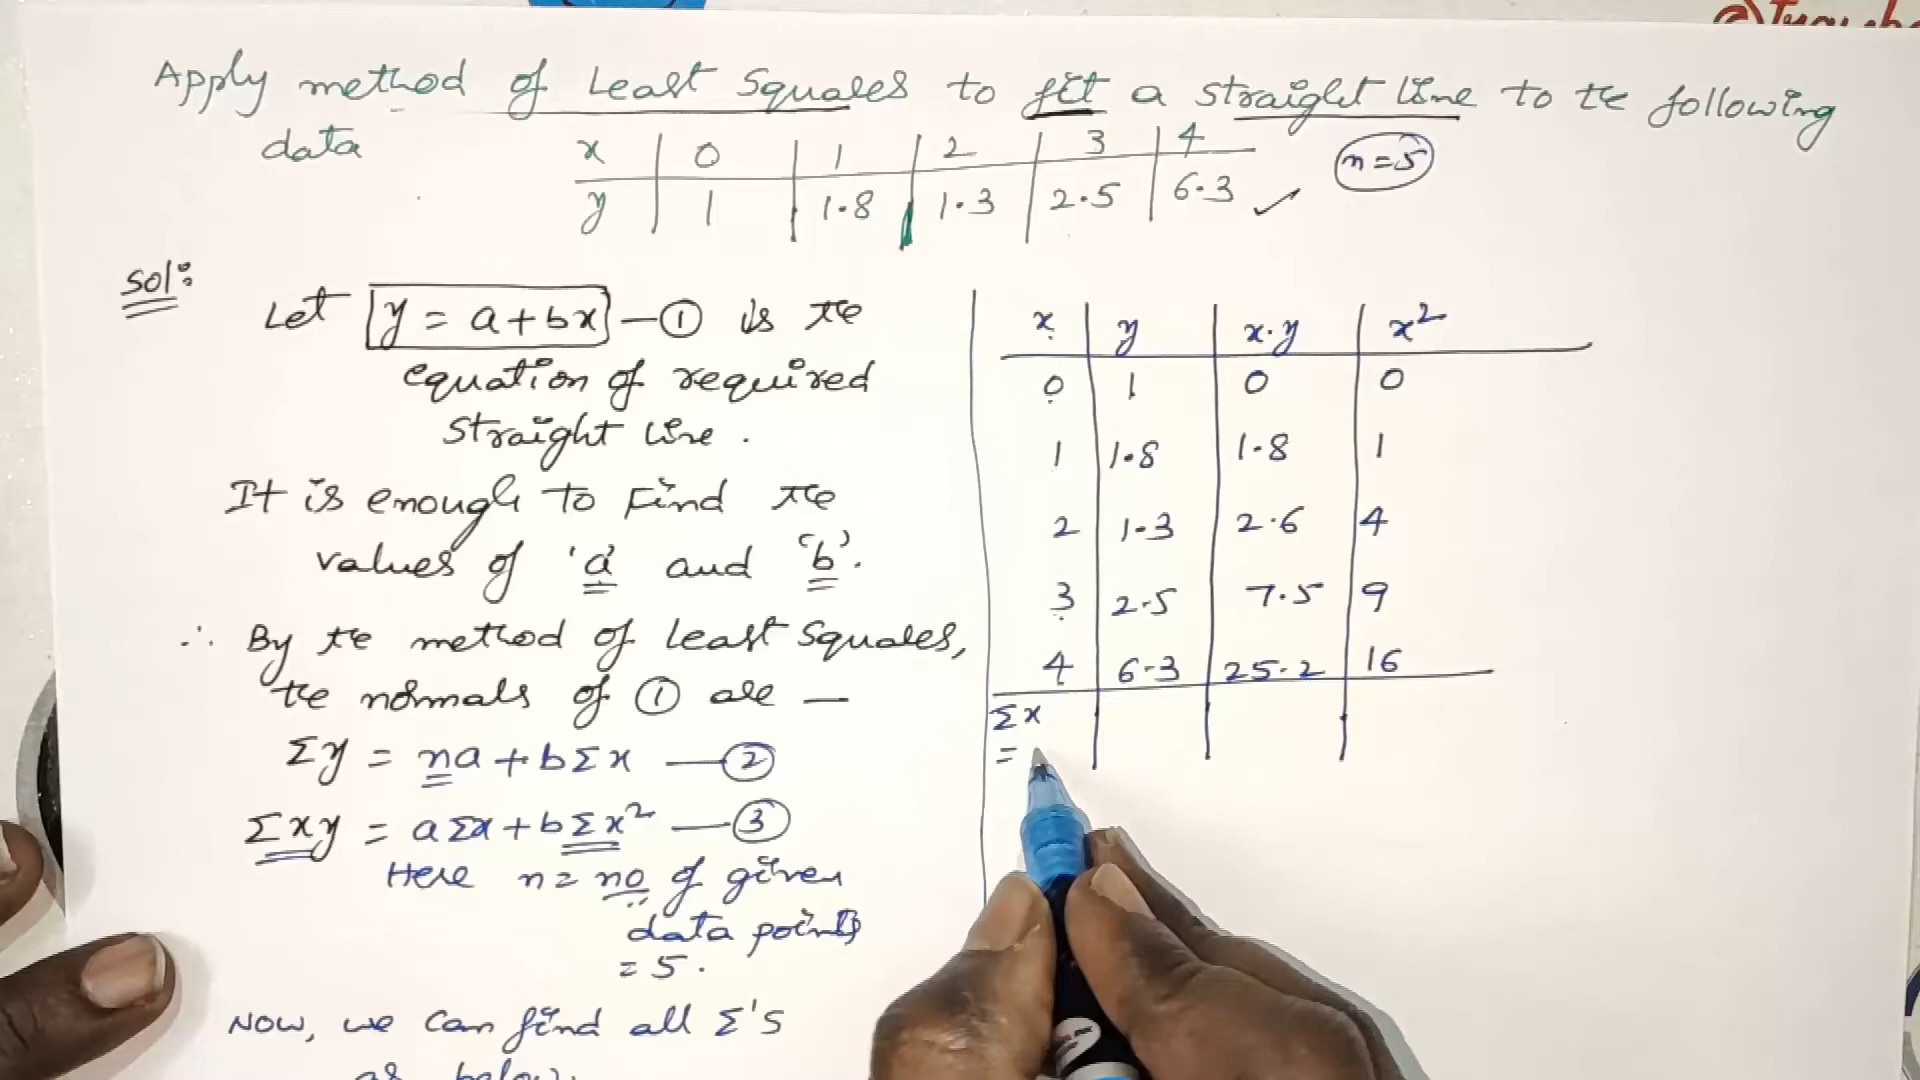 Apply method of Least Squares to fit a straight line to the following
data
x | 0 | 1 | 2 | 3 | 4
y | 1 | 1.8 | 1.3 | 2.5 | 6.3
n = 5
Sol:
Let y = a + bx — ① is the
equation of required
straight line.
It is enough to Find the
values of 'a' and 'b'.
∴ By the method of least squares,
the normals of ① are —
Σy = na + bΣx — ②
Σxy = aΣx + bΣx² — ③
Here n = no of given
data points
= 5.
Now, we can find all Σ's
as below.
x | y | x·y | x²
0 | 1 | 0 | 0
1 | 1.8 | 1.8 | 1
2 | 1.3 | 2.6 | 4
3 | 2.5 | 7.5 | 9
4 | 6.3 | 25.2 | 16
Σx
=